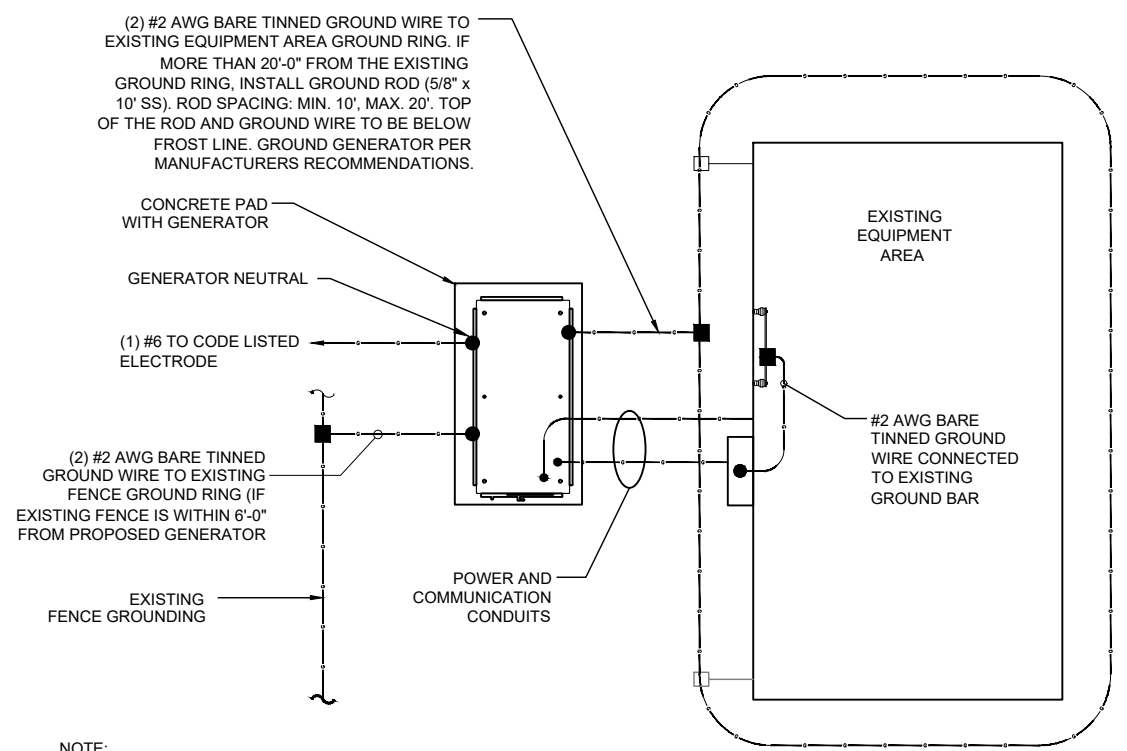 (2) #2 AWG BARE TINNED GROUND WIRE TO
EXISTING EQUIPMENT AREA GROUND RING. IF
MORE THAN 20'-0" FROM THE EXISTING
GROUND RING, INSTALL GROUND ROD (5/8" x
10' SS). ROD SPACING: MIN. 10', MAX. 20'. TOP
OF THE ROD AND GROUND WIRE TO BE BELOW
FROST LINE. GROUND GENERATOR PER
MANUFACTURERS RECOMMENDATIONS.
CONCRETE PAD
WITH GENERATOR
GENERATOR NEUTRAL
(1) #6 TO CODE LISTED
ELECTRODE
(2) #2 AWG BARE TINNED
GROUND WIRE TO EXISTING
FENCE GROUND RING (IF
EXISTING FENCE IS WITHIN 6'-0"
FROM PROPOSED GENERATOR
EXISTING
FENCE GROUNDING
POWER AND
COMMUNICATION
CONDUITS
EXISTING
EQUIPMENT
AREA
#2 AWG BARE
TINNED GROUND
WIRE CONNECTED
TO EXISTING
GROUND BAR
NOTE: